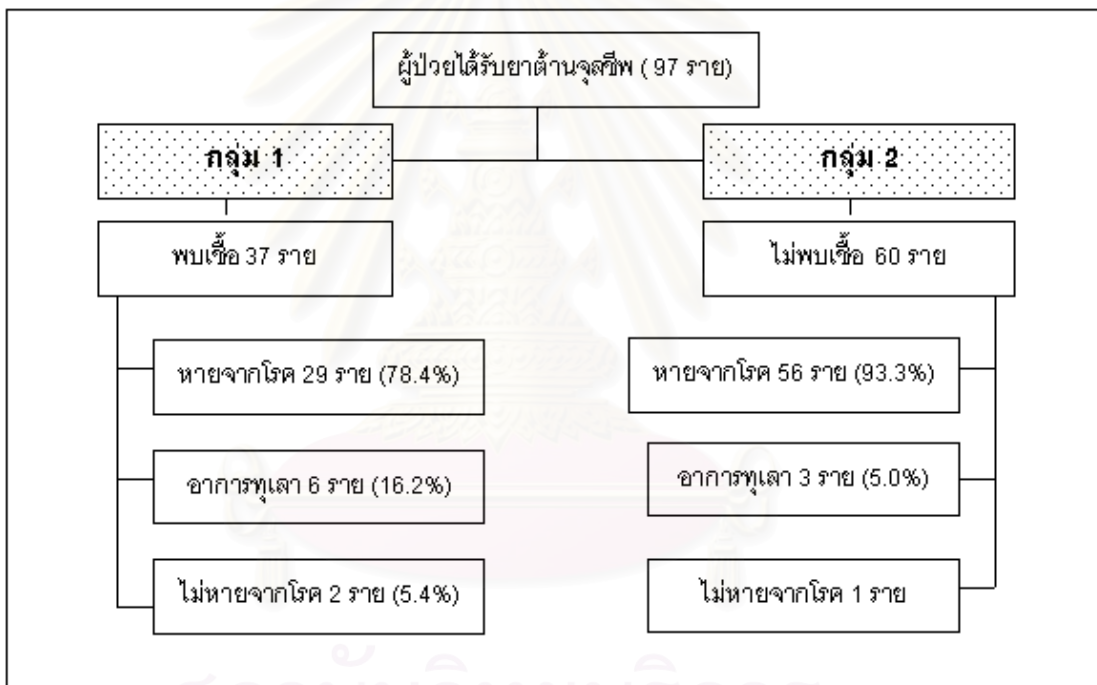 ผู้ป่วยได้รับยาต้านจุลชีพ ( 97 ราย)
กลุ่ม 1
กลุ่ม 2
พบเชื้อ 37 ราย
ไม่พบเชื้อ 60 ราย
หายจากโรค 29 ราย (78.4%)
หายจากโรค 56 ราย (93.3%)
อาการทุเลา 6 ราย (16.2%)
อาการทุเลา 3 ราย (5.0%)
ไม่หายจากโรค 2 ราย (5.4%)
ไม่หายจากโรค 1 ราย